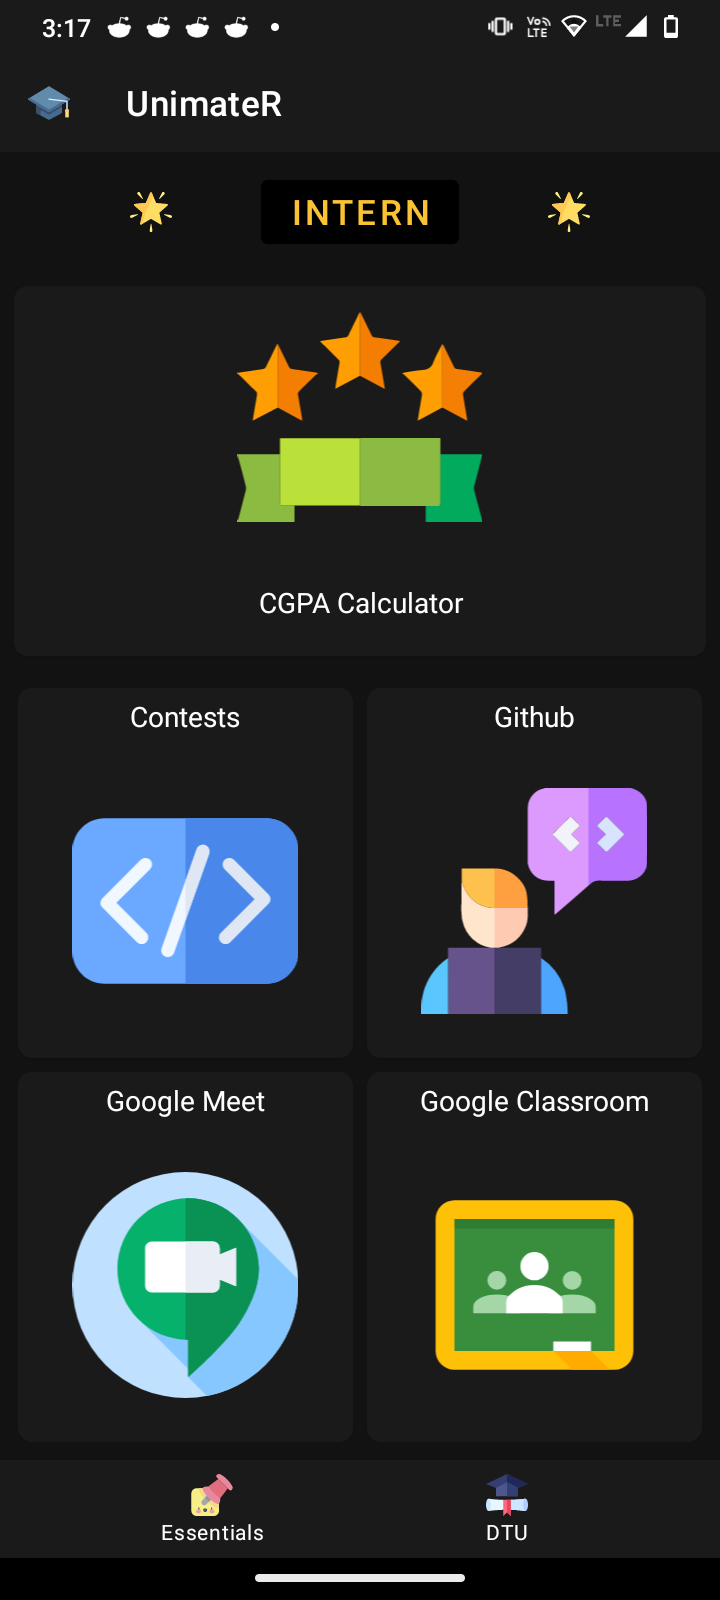 3:17
Vo
LTE
LTE
UnimateR
INTERN
CGPA Calculator
Contests
Github
Google Meet
Google Classroom
Essentials
DTU